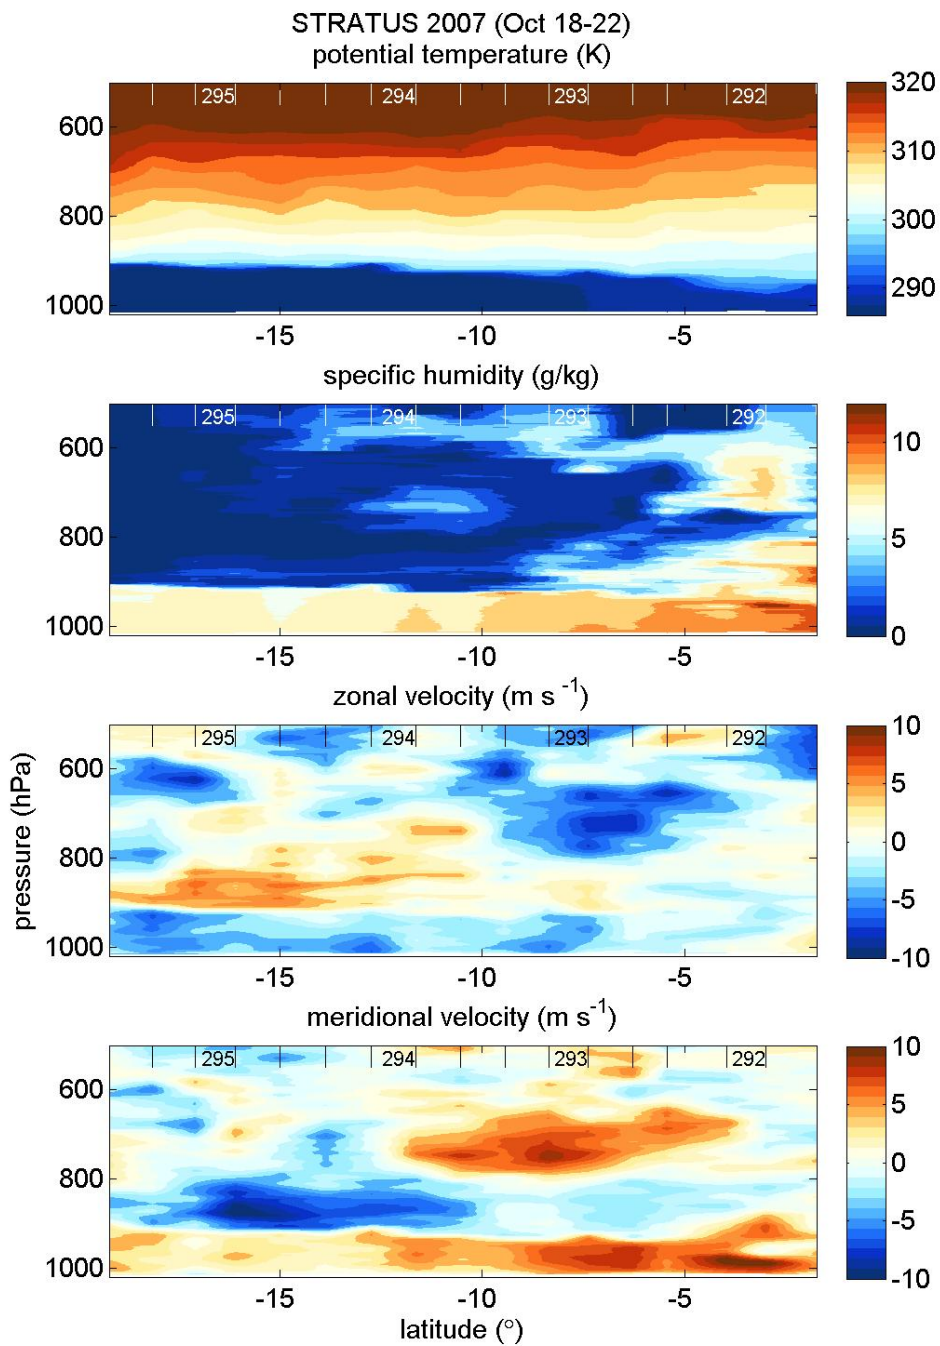 STRATUS 2007 (Oct 18-22)
potential temperature (K)
295 294 293 292
600
800
1000
-15 -10 -5
320
310
300
290
specific humidity (g/kg)
295 294 293 292
600
800
1000
-15 -10 -5
10
5
0
zonal velocity (m s⁻¹)
295 294 293 292
600
800
1000
10
5
0
-5
-10
-15 -10 -5
pressure (hPa)
meridional velocity (m s⁻¹)
295 294 293 292
600
800
1000
10
5
0
-5
-10
-15 -10 -5
latitude (°)